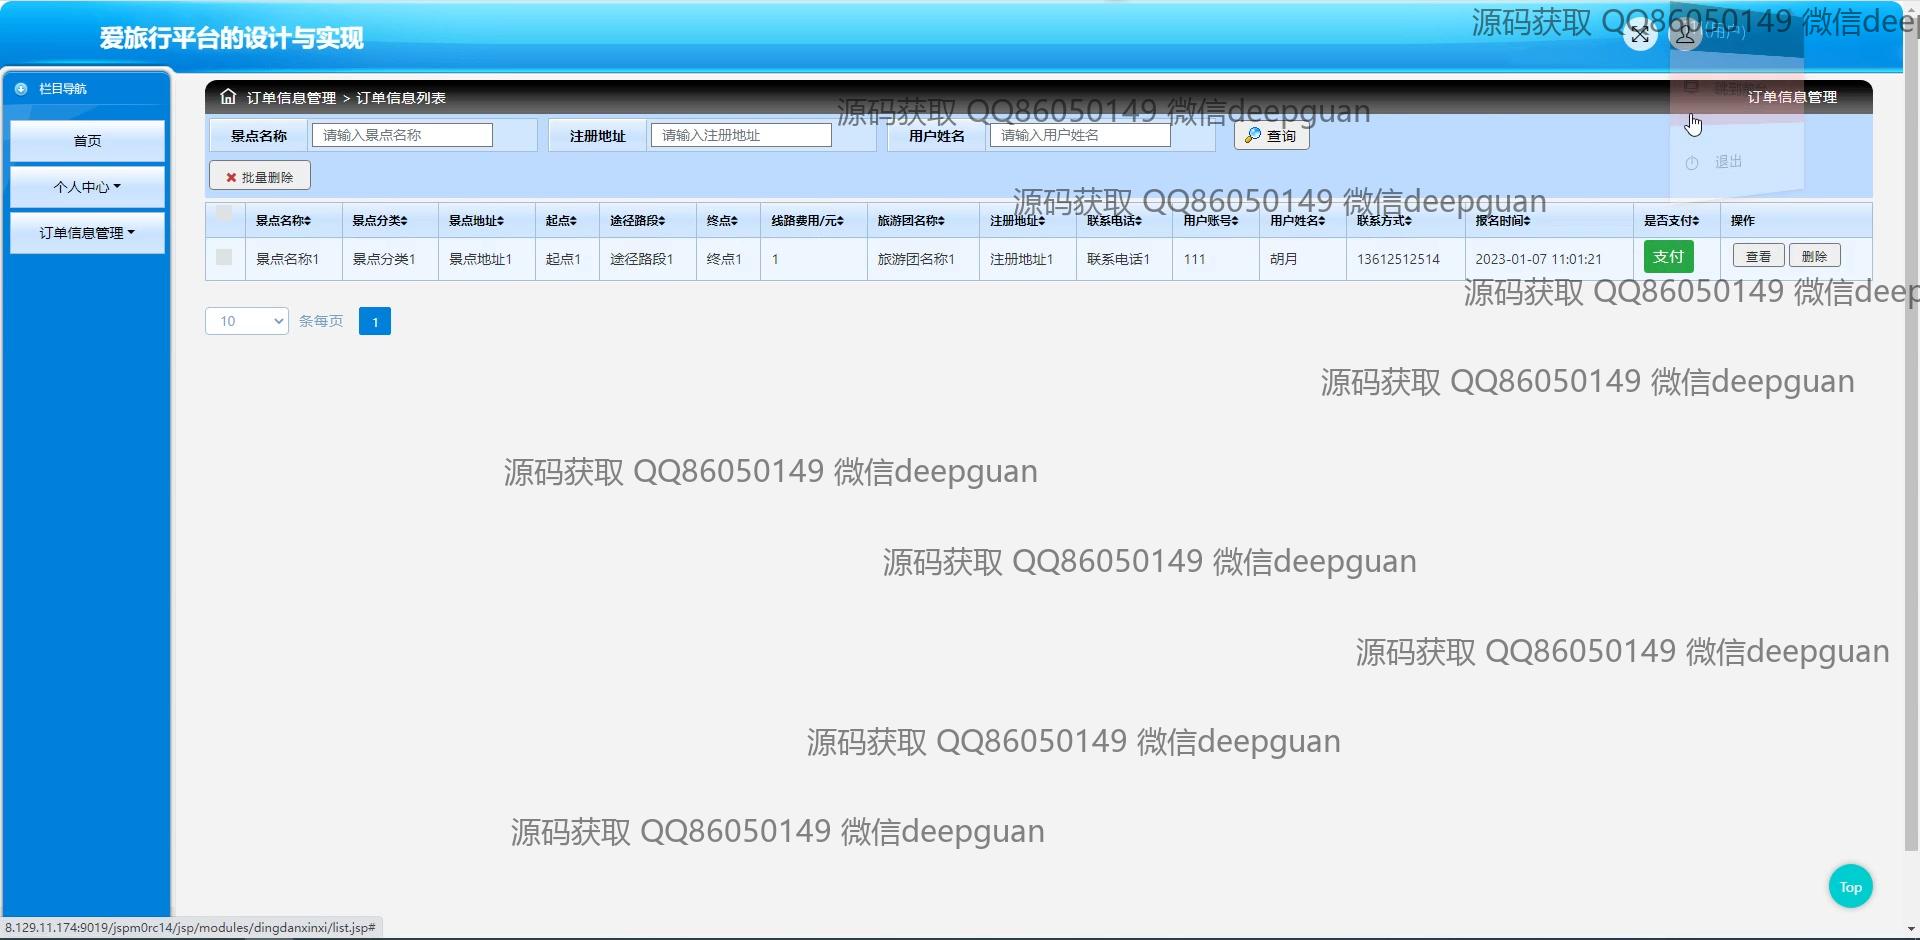 爱旅行平台的设计与实现
源码获取 QQ86050149 微信deep
(用户)
栏目导航
首页
个人中心
订单信息管理
订单信息管理 > 订单信息列表
订单信息管理
源码获取 QQ86050149 微信deepguan
景点名称 请输入景点名称 注册地址 请输入注册地址 用户姓名 请输入用户姓名 查询
退出
批量删除
源码获取 QQ86050149 微信deepguan
景点名称 景点分类 景点地址 起点 途径路段 终点 线路费用/元 旅游团名称 注册地址 联系电话 用户账号 用户姓名 联系方式 报名时间 是否支付 操作
景点名称1 景点分类1 景点地址1 起点1 途径路段1 终点1 1 旅游团名称1 注册地址1 联系电话1 111 胡月 13612512514 2023-01-07 11:01:21 支付 查看 删除
源码获取 QQ86050149 微信deep
10 条每页 1
源码获取 QQ86050149 微信deepguan
源码获取 QQ86050149 微信deepguan
源码获取 QQ86050149 微信deepguan
源码获取 QQ86050149 微信deepguan
源码获取 QQ86050149 微信deepguan
源码获取 QQ86050149 微信deepguan
Top
8.129.11.174:9019/jspm0rc14/jsp/modules/dingdanxinxi/list.jsp#